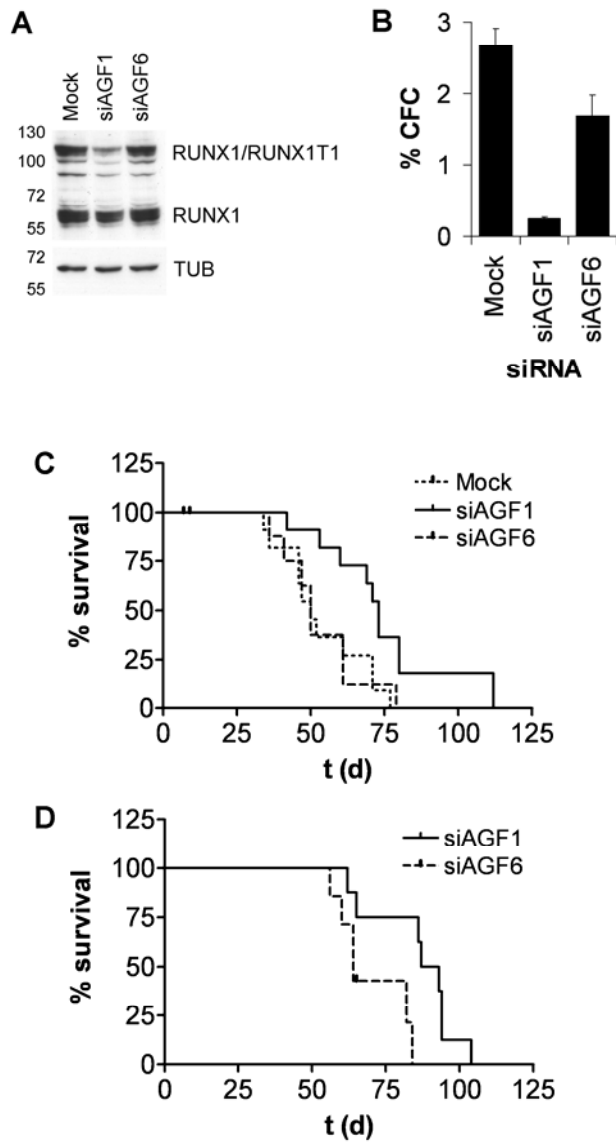 A
Mock
siAGF1
siAGF6
130
100
72
55
RUNX1/RUNX1T1
RUNX1
72
55
TUB
B
% CFC
3
2
1
0
Mock
siAGF1
siAGF6
siRNA
C
% survival
125
100
75
50
25
0
0 25 50 75 100 125
t (d)
Mock
siAGF1
siAGF6
D
% survival
125
100
75
50
25
0
0 25 50 75 100 125
t (d)
siAGF1
siAGF6